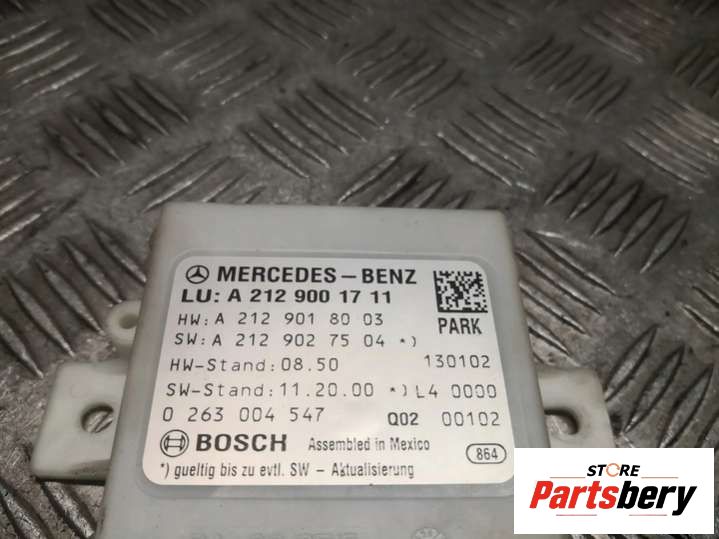 MERCEDES-BENZ
LU: A 212 900 17 11
HW: A 212 901 80 03
PARK
SW: A 212 902 75 04 *)
HW-Stand: 08.50 130102
SW-Stand: 11.20.00 *) L4 0000
0 263 004 547 Q02 00102
BOSCH Assembled in Mexico 864
*) gueltig bis zu evtl. SW - Aktualisierung
STORE
Partsbery